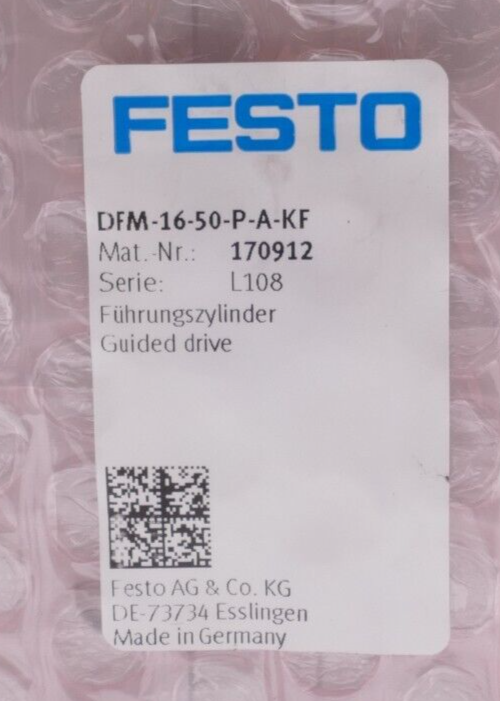 FESTO
DFM-16-50-P-A-KF
Mat.-Nr.: 170912
Serie: L108
Führungszylinder
Guided drive
Festo AG & Co. KG
DE-73734 Esslingen
Made in Germany